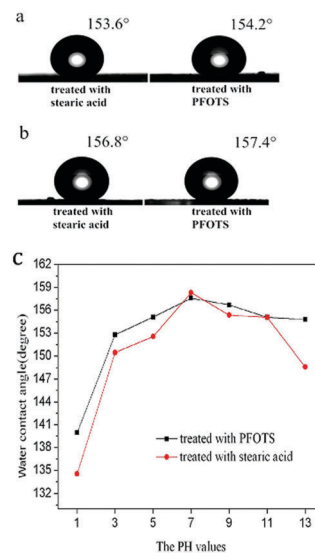 a
153.6°
154.2°
treated with
stearic acid
treated with
PFOTS
b
156.8°
157.4°
treated with
stearic acid
treated with
PFOTS
c
Water contact angle(degree)
162
159
156
153
150
147
144
141
138
135
132
treated with PFOTS
treated with stearic acid
1 3 5 7 9 11 13
The PH values